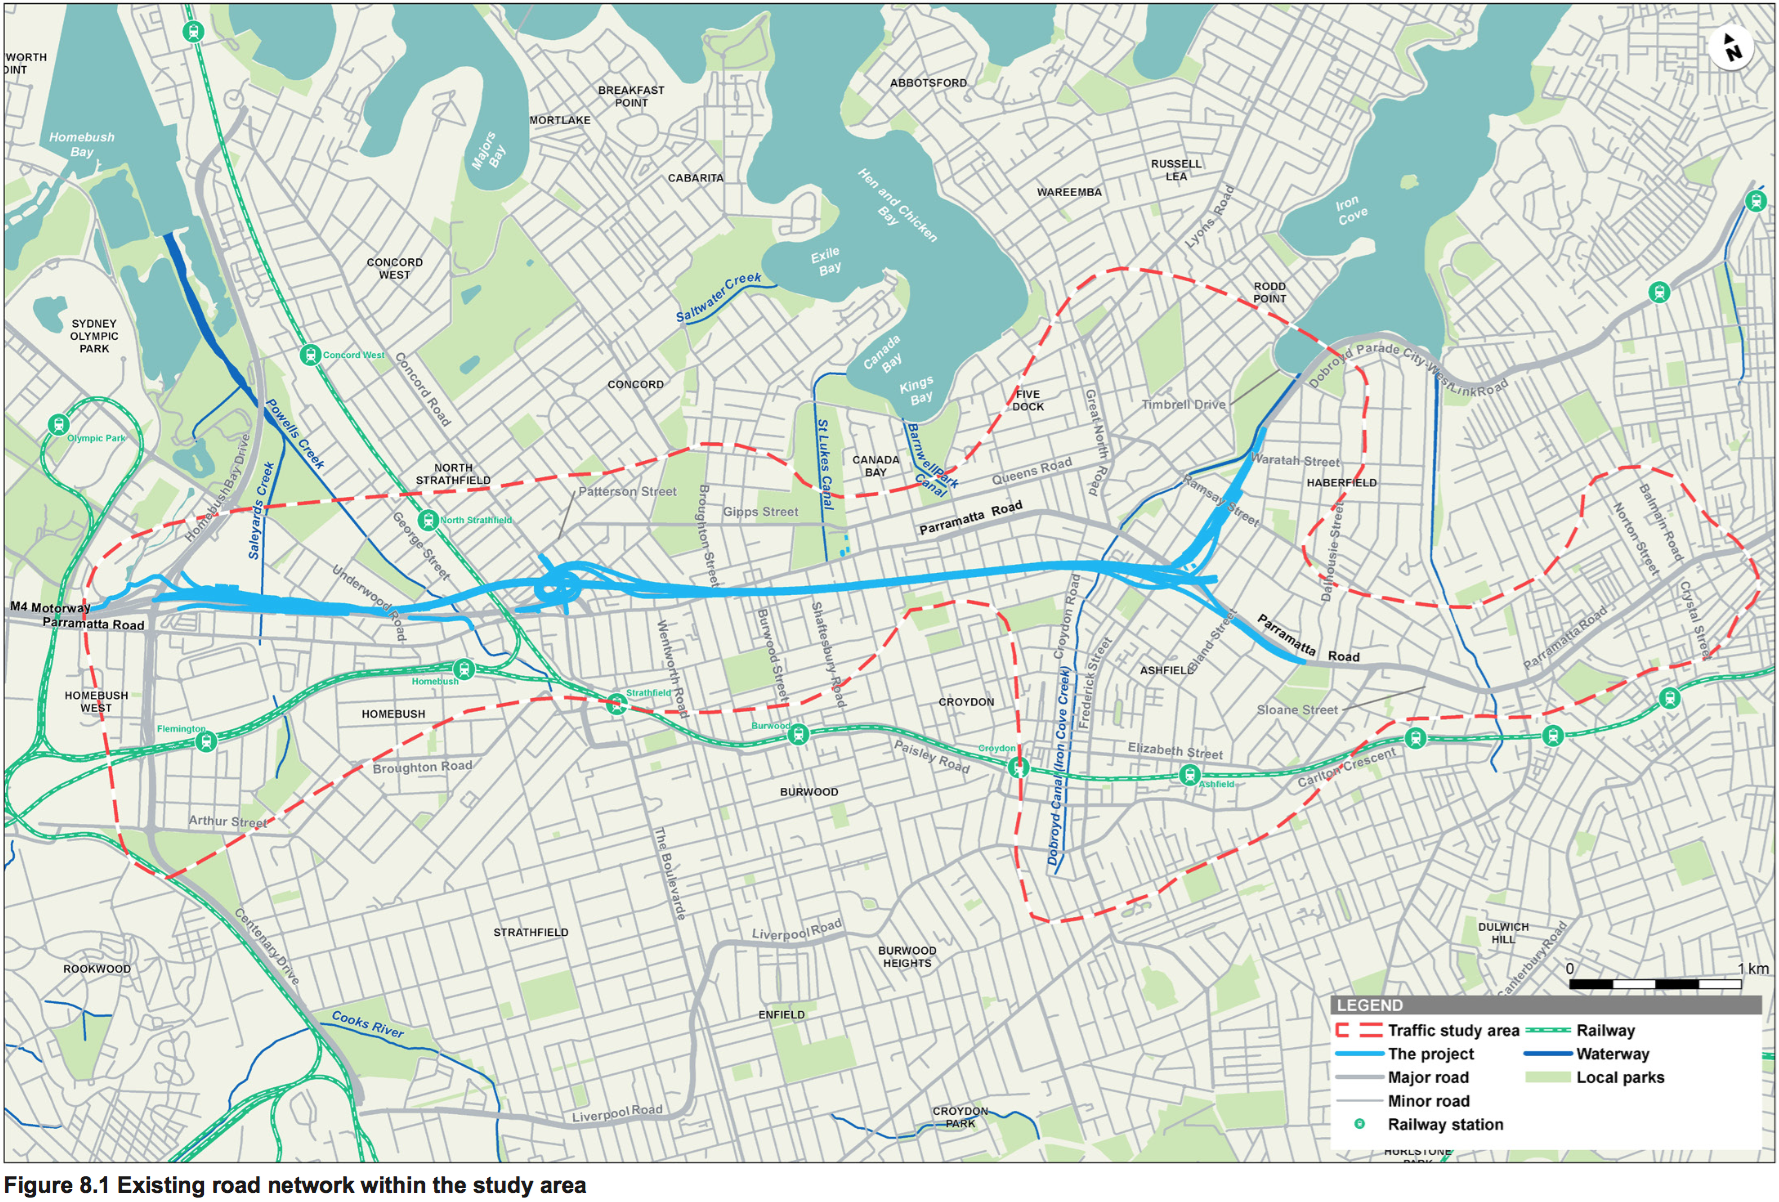 WORTH
OINT
Homebush
Bay
Majors
Bay
BREAKFAST
POINT
MORTLAKE
ABBOTSFORD
N
CABARITA
Hen and Chicken
Bay
WAREEMBA
RUSSELL
LEA
Lyons Road
Iron
Cove
CONCORD
WEST
Exile
Bay
Saltwater Creek
RODD
POINT
SYDNEY
OLYMPIC
PARK
Concord West
Concord Road
CONCORD
Canada
Bay
Kings
Bay
FIVE
DOCK
Great North Road
Timbrell Drive
Dobroyd Parade
City-West Link Road
Olympic Park
Powells Creek
Homebush Bay Drive
Saleyards Creek
NORTH
STRATHFIELD
North Strathfield
George Street
Patterson Street
Broughton Street
Gipps Street
St Lukes Canal
CANADA
BAY
Barnwell Park
Canal
Queens Road
Parramatta Road
Waratah Street
Ramsay Street
HABERFIELD
Dalhousie Street
Balmain Road
Norton Street
Crystal Street
M4 Motorway
Parramatta Road
Underwood Road
Wentworth Road
Burwood Street
Shaftesbury Road
Croydon Road
Frederick Street
Bland Street
Parramatta Road
Parramatta Road
ASHFIELD
Homebush
HOMEBUSH
WEST
HOMEBUSH
Flemington
Strathfield
Burwood
CROYDON
Croydon
Sloane Street
Paisley Road
Elizabeth Street
Carlton Crescent
Ashfield
Broughton Road
BURWOOD
Dobroyd Canal (Iron Cove Creek)
Arthur Street
The Boulevarde
Centenary Drive
STRATHFIELD
Liverpool Road
BURWOOD
HEIGHTS
DULWICH
HILL
Canterbury Road
ROOKWOOD
Cooks River
ENFIELD
Liverpool Road
CROYDON
PARK
0 1 km
LEGEND
Traffic study area Railway
The project Waterway
Major road Local parks
Minor road
Railway station
HURLSTONE
PARK
Figure 8.1 Existing road network within the study area